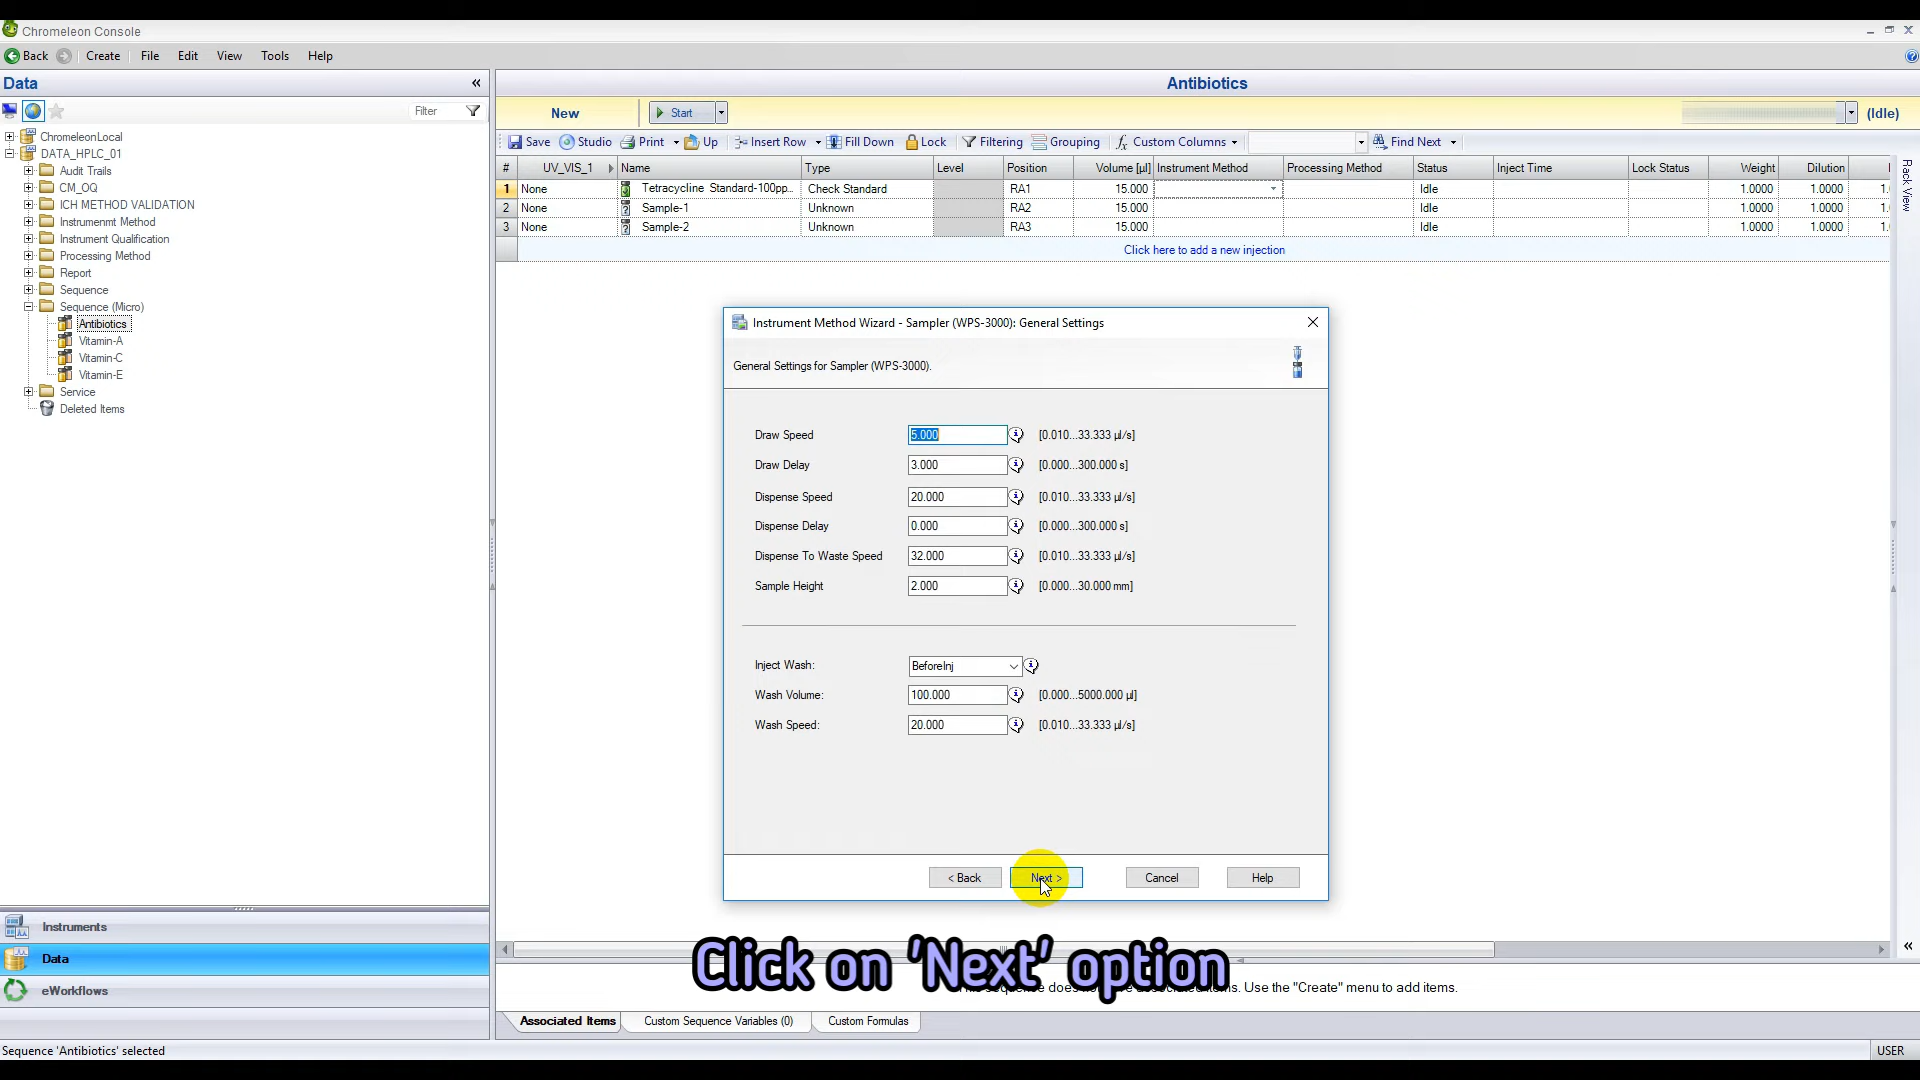 Chromeleon Console
Back Create File Edit View Tools Help
Data
Filter
ChromeleonLocal
DATA_HPLC_01
Audit Trails
CM_OQ
ICH METHOD VALIDATION
Instrumenmt Method
Instrument Qualification
Processing Method
Report
Sequence
Sequence (Micro)
Antibiotics
Vitamin-A
Vitamin-C
Vitamin-E
Service
Deleted Items
Instruments
Data
eWorkflows
Sequence 'Antibiotics' selected
Antibiotics
New Start (Idle)
Save Studio Print Up Insert Row Fill Down Lock Filtering Grouping Custom Columns Find Next
# UV_VIS_1 Name Type Level Position Volume [µl] Instrument Method Processing Method Status Inject Time Lock Status Weight Dilution
1 None Tetracycline Standard-100pp... Check Standard RA1 15.000 Idle 1.0000 1.0000 1.
2 None Sample-1 Unknown RA2 15.000 Idle 1.0000 1.0000 1.
3 None Sample-2 Unknown RA3 15.000 Idle 1.0000 1.0000 1.
Click here to add a new injection
Rack View
Instrument Method Wizard - Sampler (WPS-3000): General Settings
General Settings for Sampler (WPS-3000).
Draw Speed 5.000 [0.010...33.333 µl/s]
Draw Delay 3.000 [0.000...300.000 s]
Dispense Speed 20.000 [0.010...33.333 µl/s]
Dispense Delay 0.000 [0.000...300.000 s]
Dispense To Waste Speed 32.000 [0.010...33.333 µl/s]
Sample Height 2.000 [0.000...30.000 mm]
Inject Wash: BeforeInj
Wash Volume: 100.000 [0.000...5000.000 µl]
Wash Speed: 20.000 [0.010...33.333 µl/s]
< Back Next > Cancel Help
Click on 'Next' option
sequence does associated items. Use the "Create" menu to add items.
Associated Items Custom Sequence Variables (0) Custom Formulas
USER